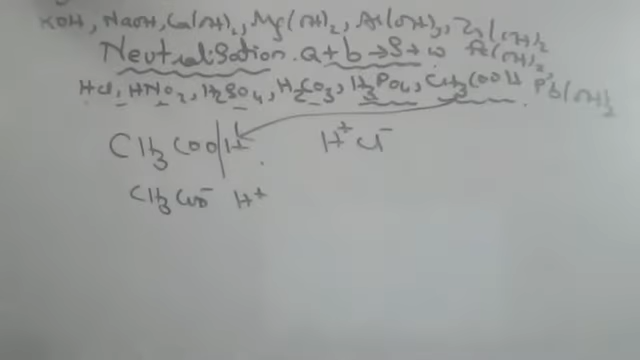 KOH, NaOH, Ca(OH)2, Mg(OH)2, Al(OH)3, Zn(OH)2
Neutralisation. a + b → S + w Fe(OH)2
HCl, HNO3, H2SO4, H2CO3, H3PO4, CH3COOH Pb(OH)2
CH3COO|H H+ Cl-
CH3COO- H+